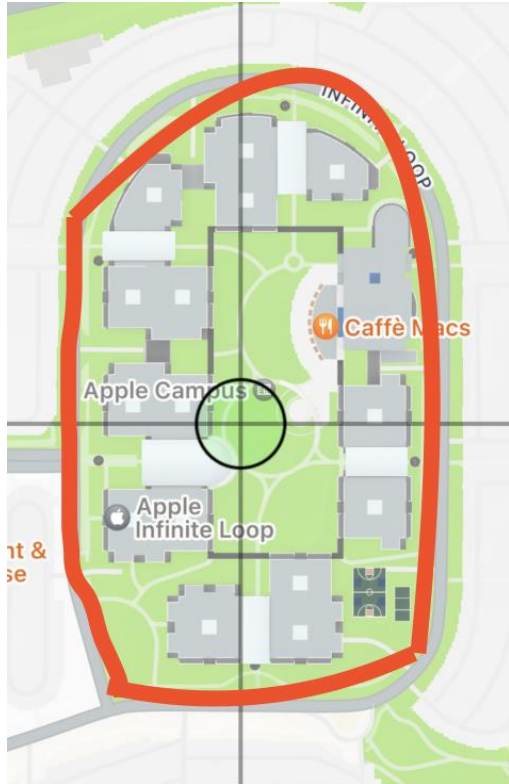 INFINITE LOOP
Caffè Macs
Apple Campus
Apple
Infinite Loop
nt &
se